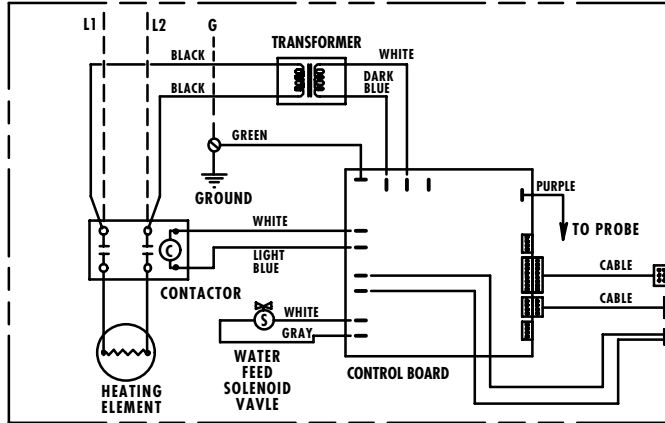 L1
L2
G
TRANSFORMER
BLACK
WHITE
DARK
BLUE
BLACK
GREEN
GROUND
PURPLE
TO PROBE
WHITE
C
LIGHT
BLUE
CONTACTOR
CABLE
CABLE
WHITE
S
GRAY
WATER
FEED
SOLENOID
VAVLE
CONTROL BOARD
HEATING
ELEMENT